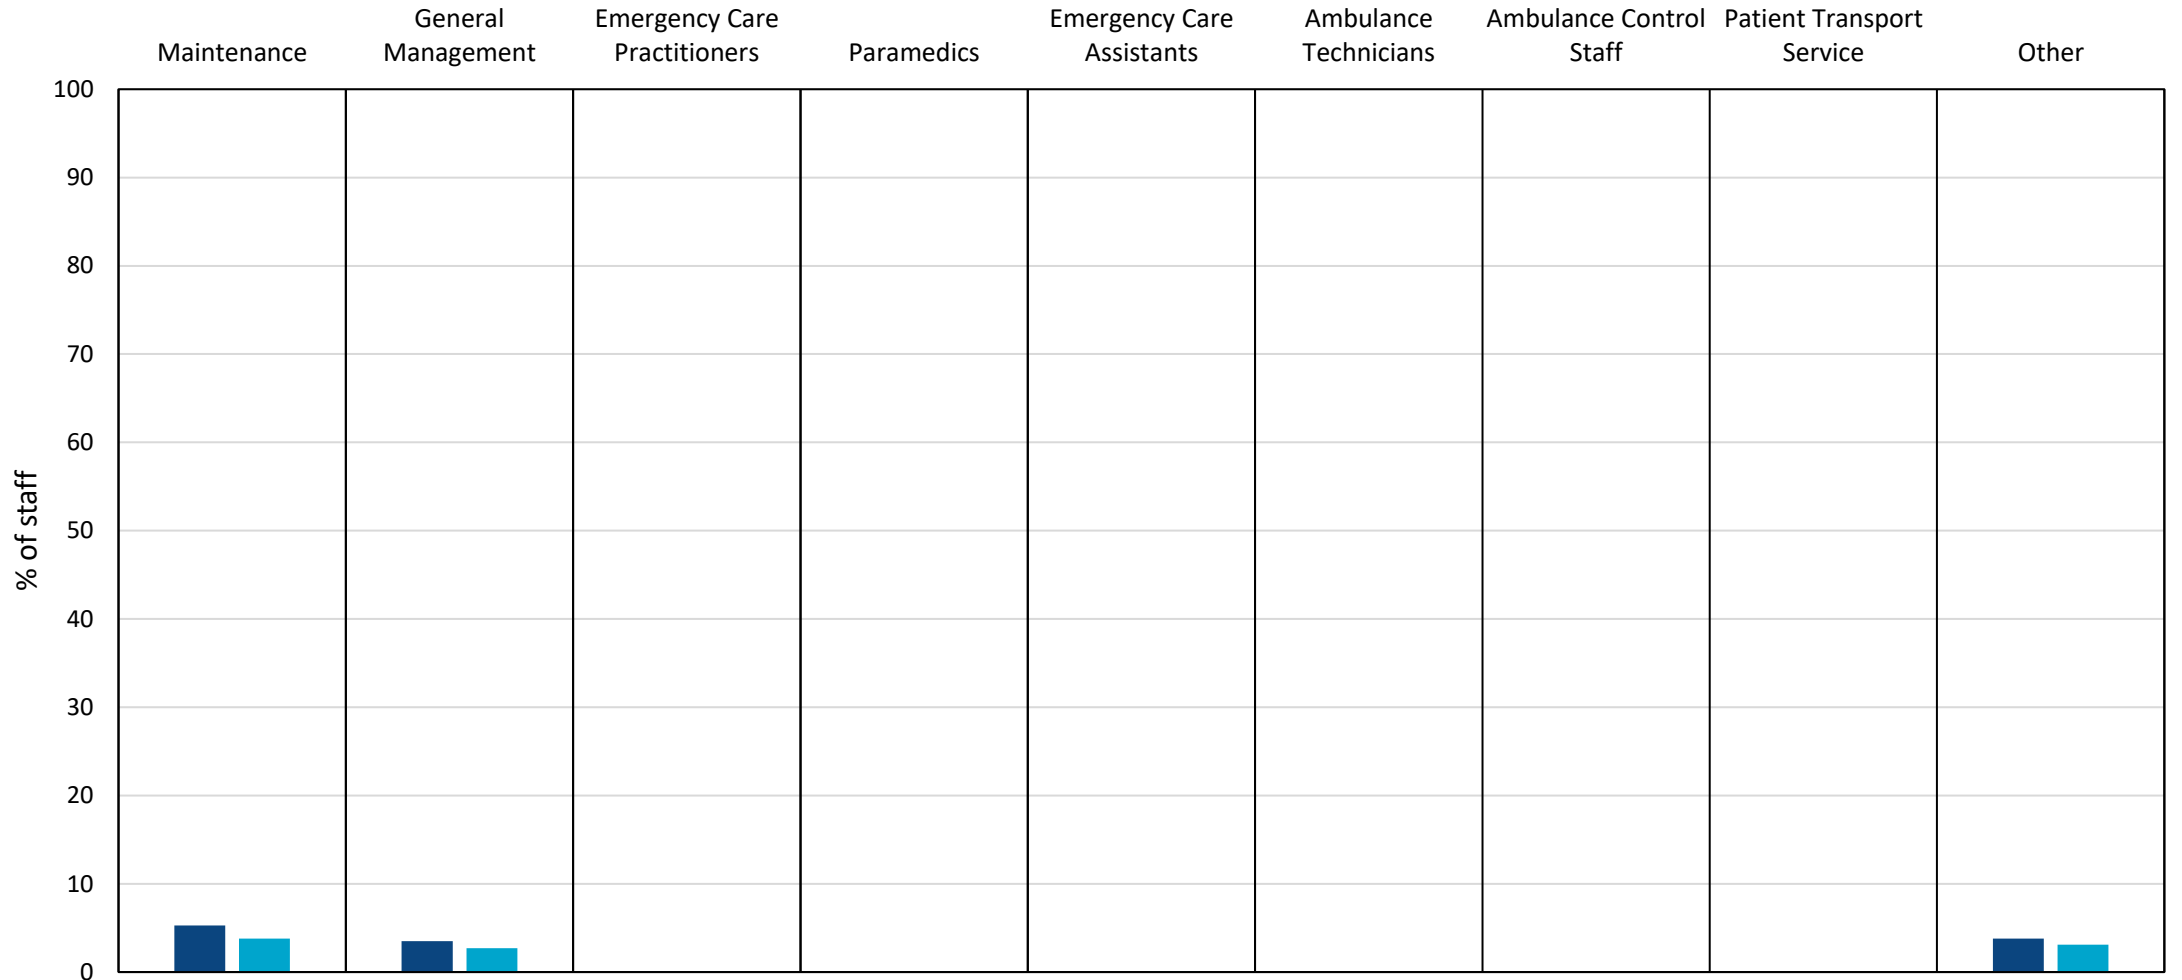 Maintenance
General
Management
Emergency Care
Practitioners
Paramedics
Emergency Care
Assistants
Ambulance
Technicians
Ambulance Control
Staff
Patient Transport
Service
Other
% of staff
100
90
80
70
60
50
40
30
20
10
0